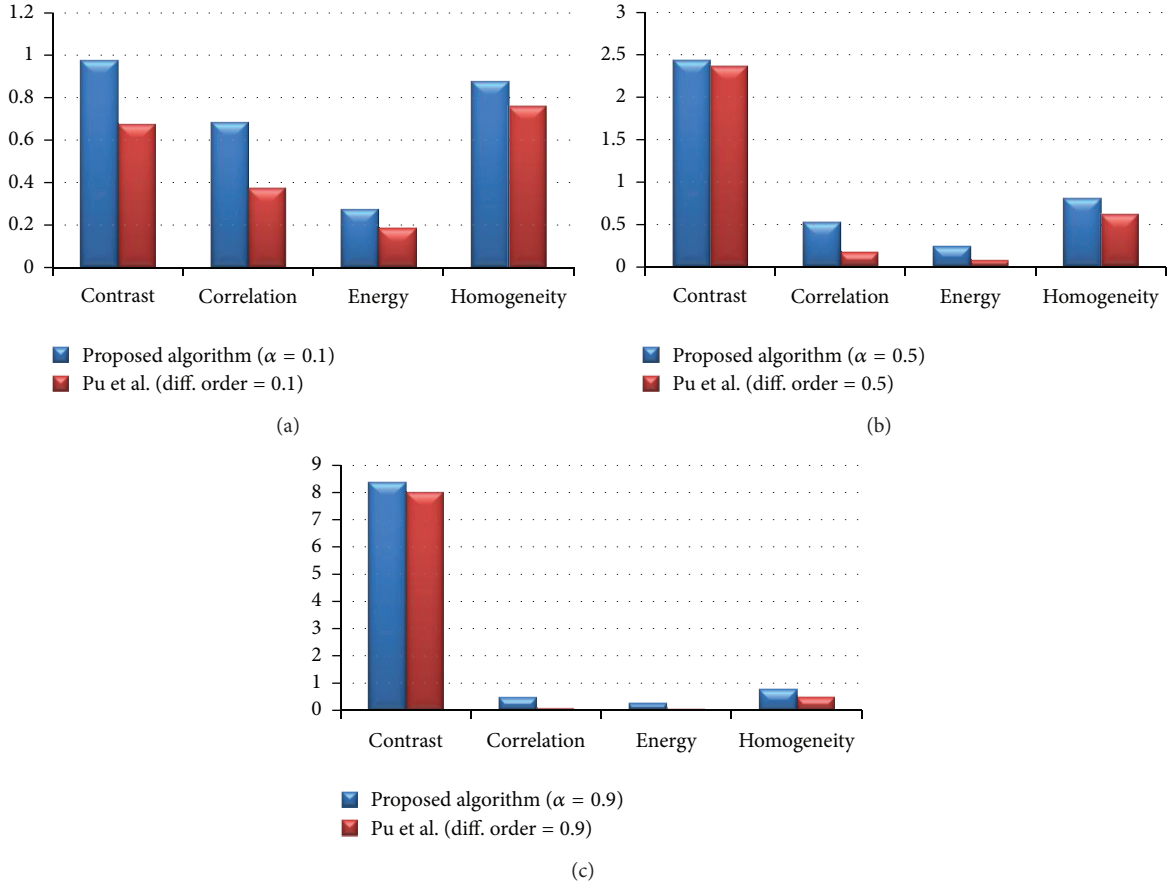 1.2
1
0.8
0.6
0.4
0.2
0
Contrast Correlation Energy Homogeneity
Proposed algorithm (α = 0.1)
Pu et al. (diff. order = 0.1)
(a)
3
2.5
2
1.5
1
0.5
0
Contrast Correlation Energy Homogeneity
Proposed algorithm (α = 0.5)
Pu et al. (diff. order = 0.5)
(b)
9
8
7
6
5
4
3
2
1
0
Contrast Correlation Energy Homogeneity
Proposed algorithm (α = 0.9)
Pu et al. (diff. order = 0.9)
(c)